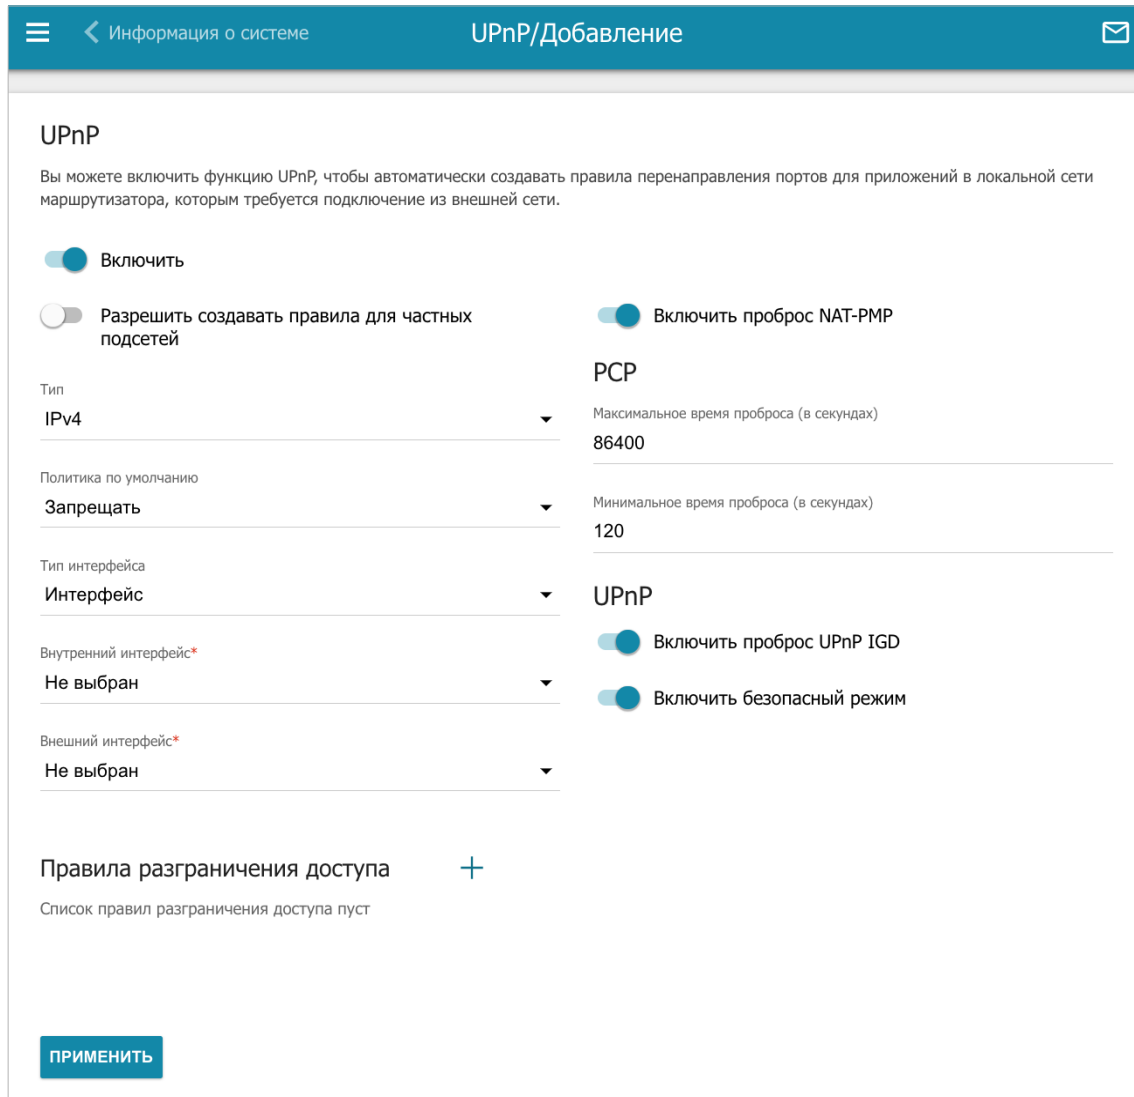 Информация о системе
UPnP/Добавление
UPnP
Вы можете включить функцию UPnP, чтобы автоматически создавать правила перенаправления портов для приложений в локальной сети
маршрутизатора, которым требуется подключение из внешней сети.
Включить
Разрешить создавать правила для частных
подсетей
Тип
IPv4
Политика по умолчанию
Запрещать
Тип интерфейса
Интерфейс
Внутренний интерфейс*
Не выбран
Внешний интерфейс*
Не выбран
Включить проброс NAT-PMP
PCP
Максимальное время проброса (в секундах)
86400
Минимальное время проброса (в секундах)
120
UPnP
Включить проброс UPnP IGD
Включить безопасный режим
Правила разграничения доступа
Список правил разграничения доступа пуст
ПРИМЕНИТЬ